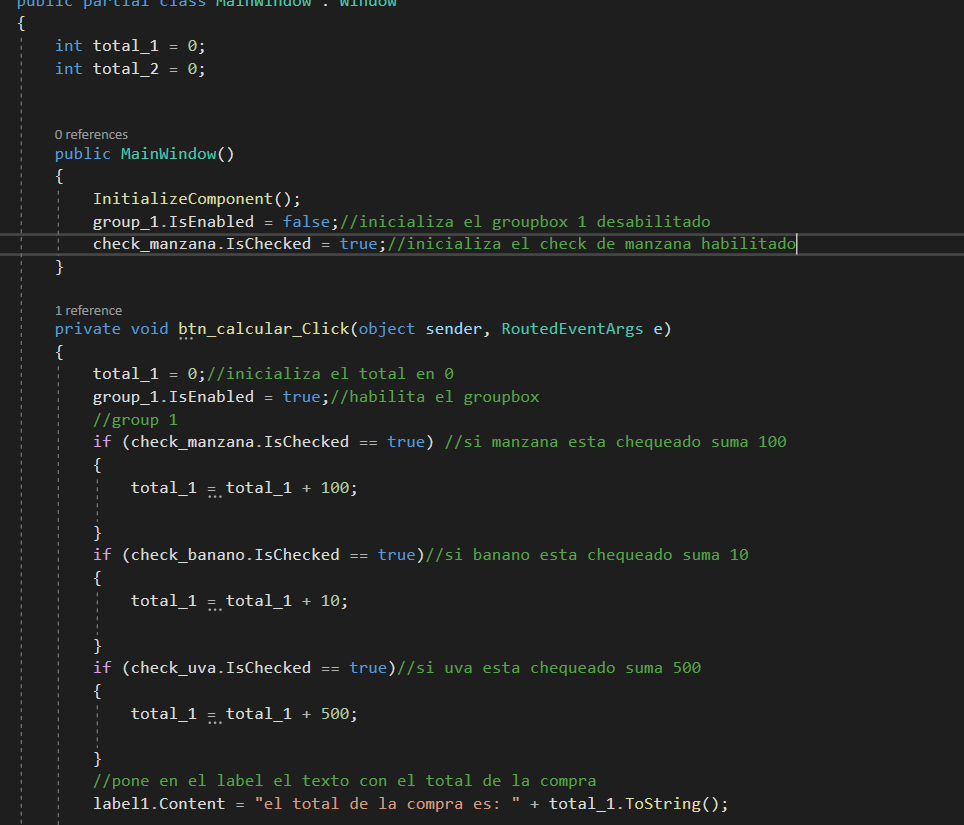 public partial class MainWindow : Window
{
int total_1 = 0;
int total_2 = 0;
0 references
public MainWindow()
{
InitializeComponent();
group_1.IsEnabled = false;//inicializa el groupbox 1 desabilitado
check_manzana.IsChecked = true;//inicializa el check de manzana habilitado
}
1 reference
private void btn_calcular_Click(object sender, RoutedEventArgs e)
{
total_1 = 0;//inicializa el total en 0
group_1.IsEnabled = true;//habilita el groupbox
//group 1
if (check_manzana.IsChecked == true) //si manzana esta chequeado suma 100
{
total_1 = total_1 + 100;
}
if (check_banano.IsChecked == true)//si banano esta chequeado suma 10
{
total_1 = total_1 + 10;
}
if (check_uva.IsChecked == true)//si uva esta chequeado suma 500
{
total_1 = total_1 + 500;
}
//pone en el label el texto con el total de la compra
label1.Content = "el total de la compra es: " + total_1.ToString();